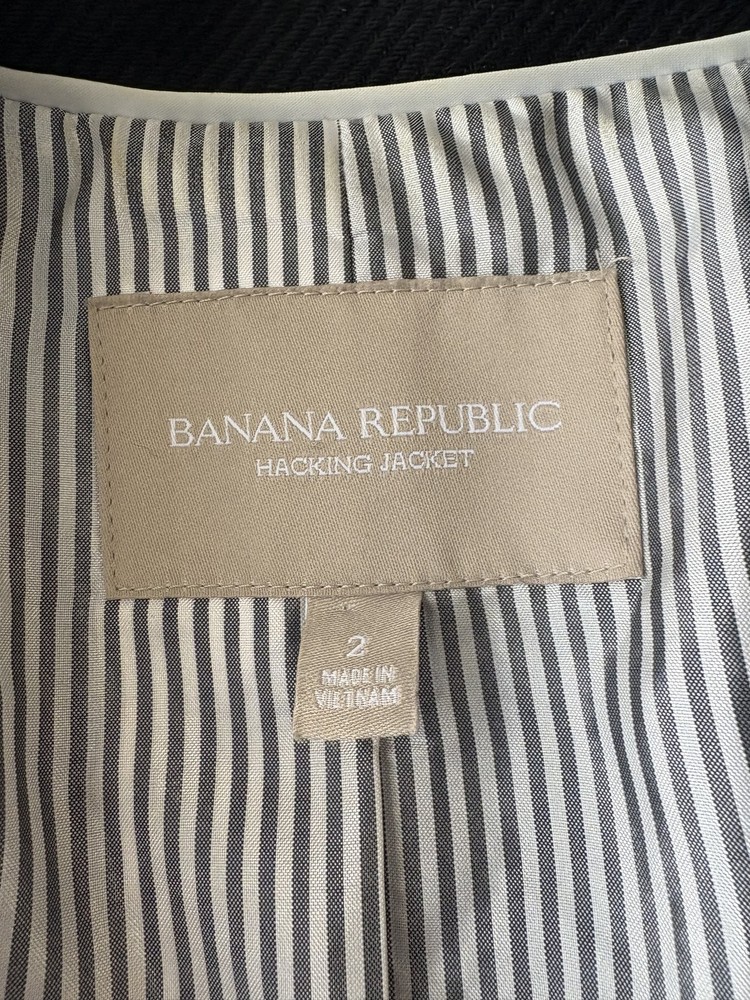 BANANA REPUBLIC
HACKING JACKET
2
MADE IN
VIETNAM